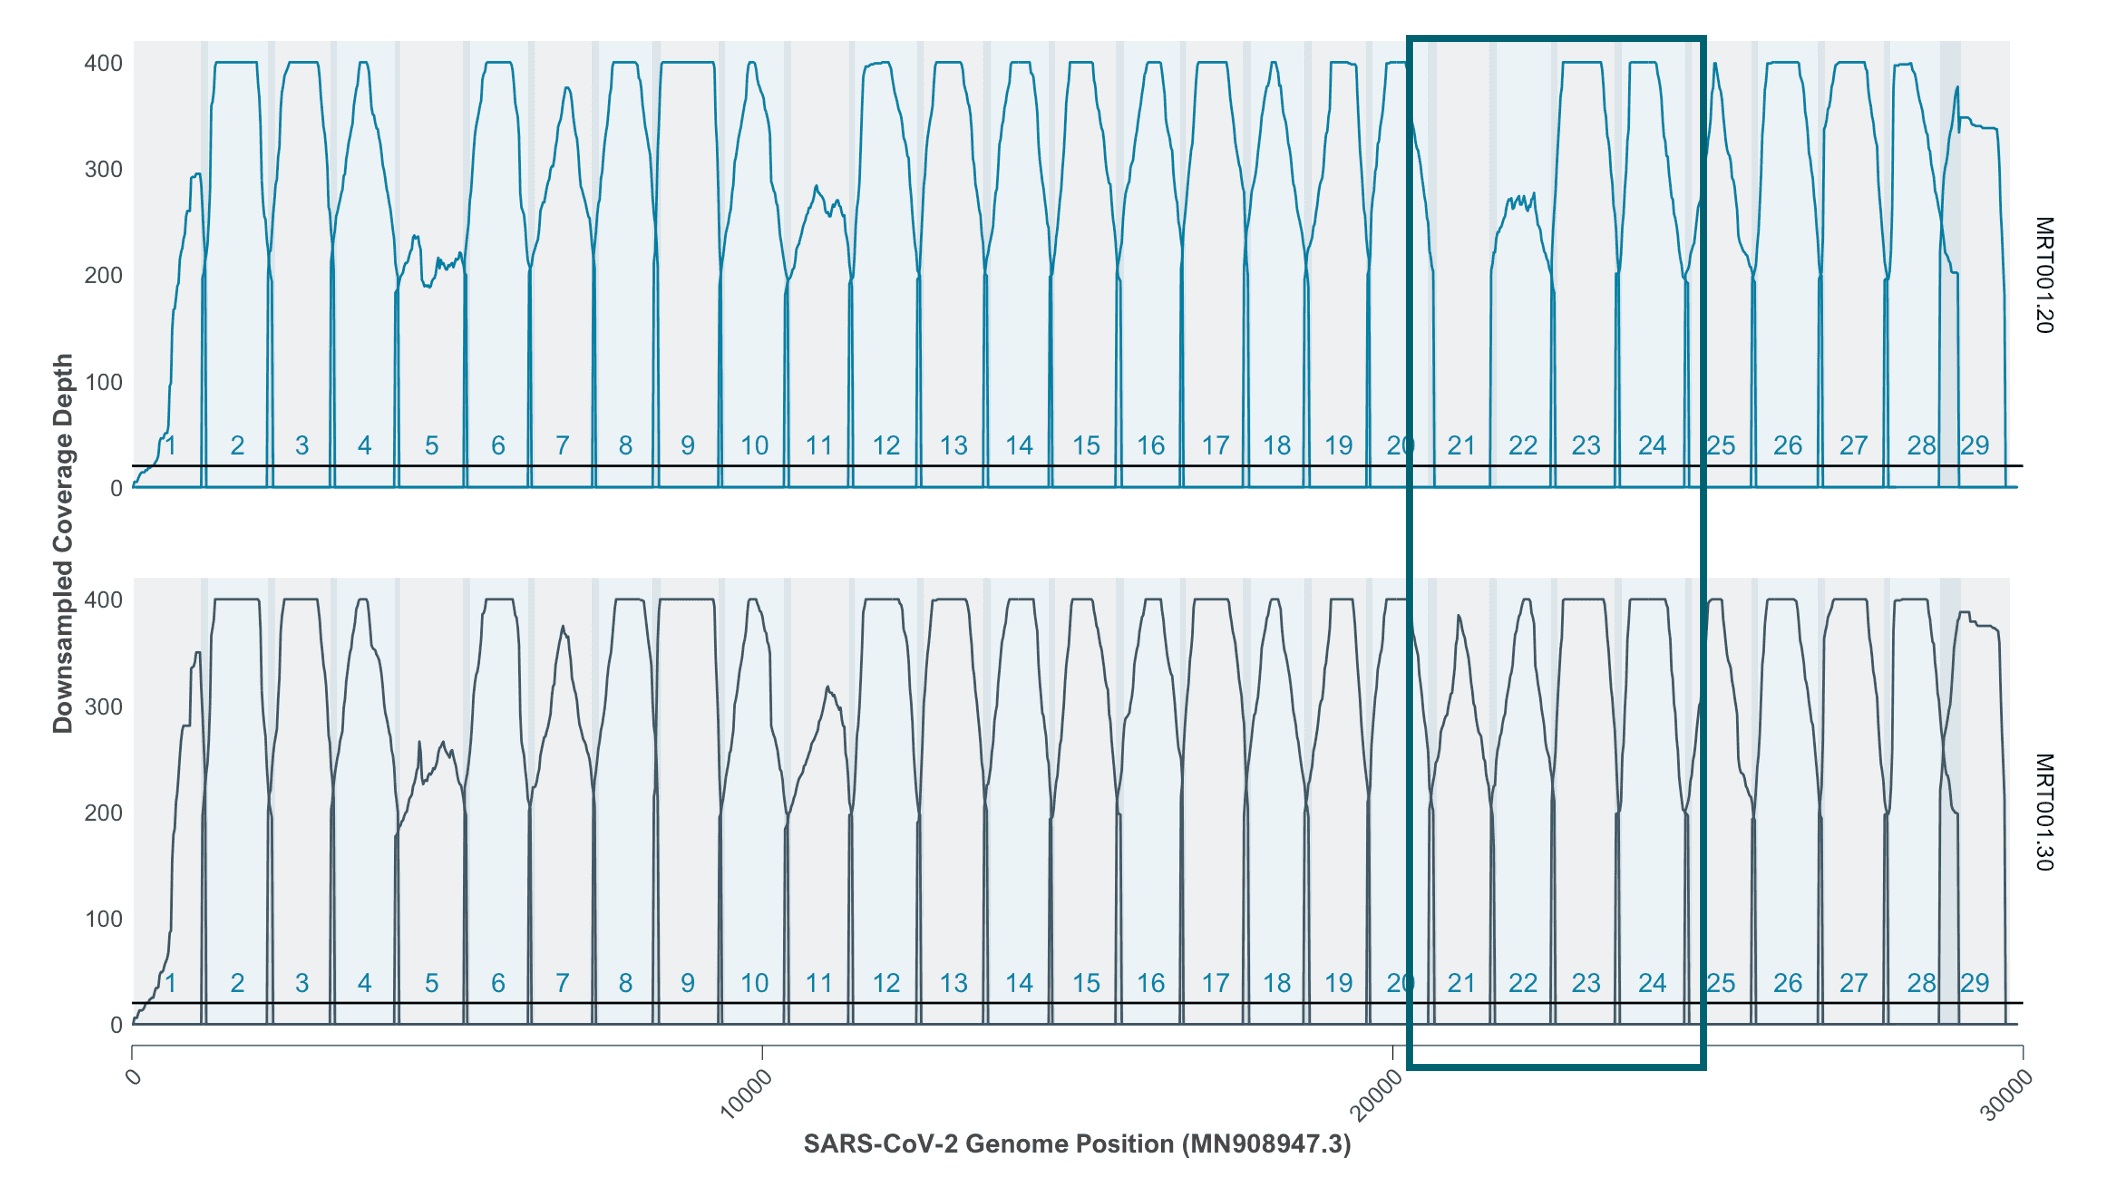 400
300
200
100
0
1 2 3 4 5 6 7 8 9 10 11 12 13 14 15 16 17 18 19 20 21 22 23 24 25 26 27 28 29
MRT001.20
Downsampled Coverage Depth
400
300
200
100
0
1 2 3 4 5 6 7 8 9 10 11 12 13 14 15 16 17 18 19 20 21 22 23 24 25 26 27 28 29
MRT001.30
0 10000 20000 30000
SARS-CoV-2 Genome Position (MN908947.3)